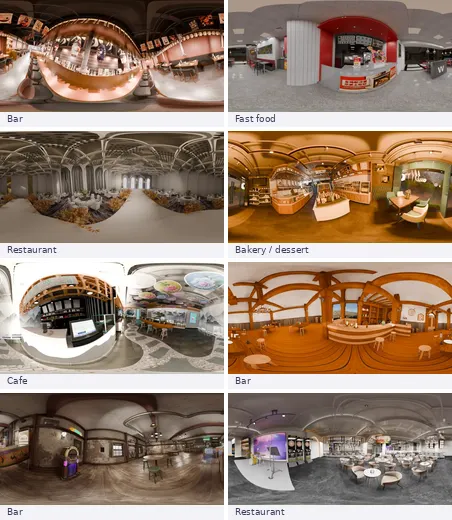 Bar
Fast food
Restaurant
Bakery / dessert
Cafe
Bar
Bar
Restaurant